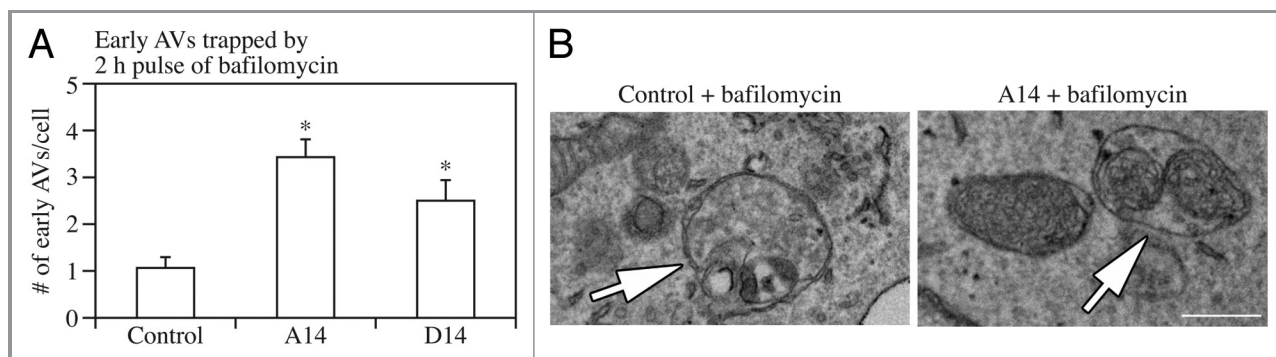 A
Early AVs trapped by
2 h pulse of bafilomycin
# of early AVs/cell
5
4
3
2
1
0
*
*
Control
A14
D14
B
Control + bafilomycin
A14 + bafilomycin